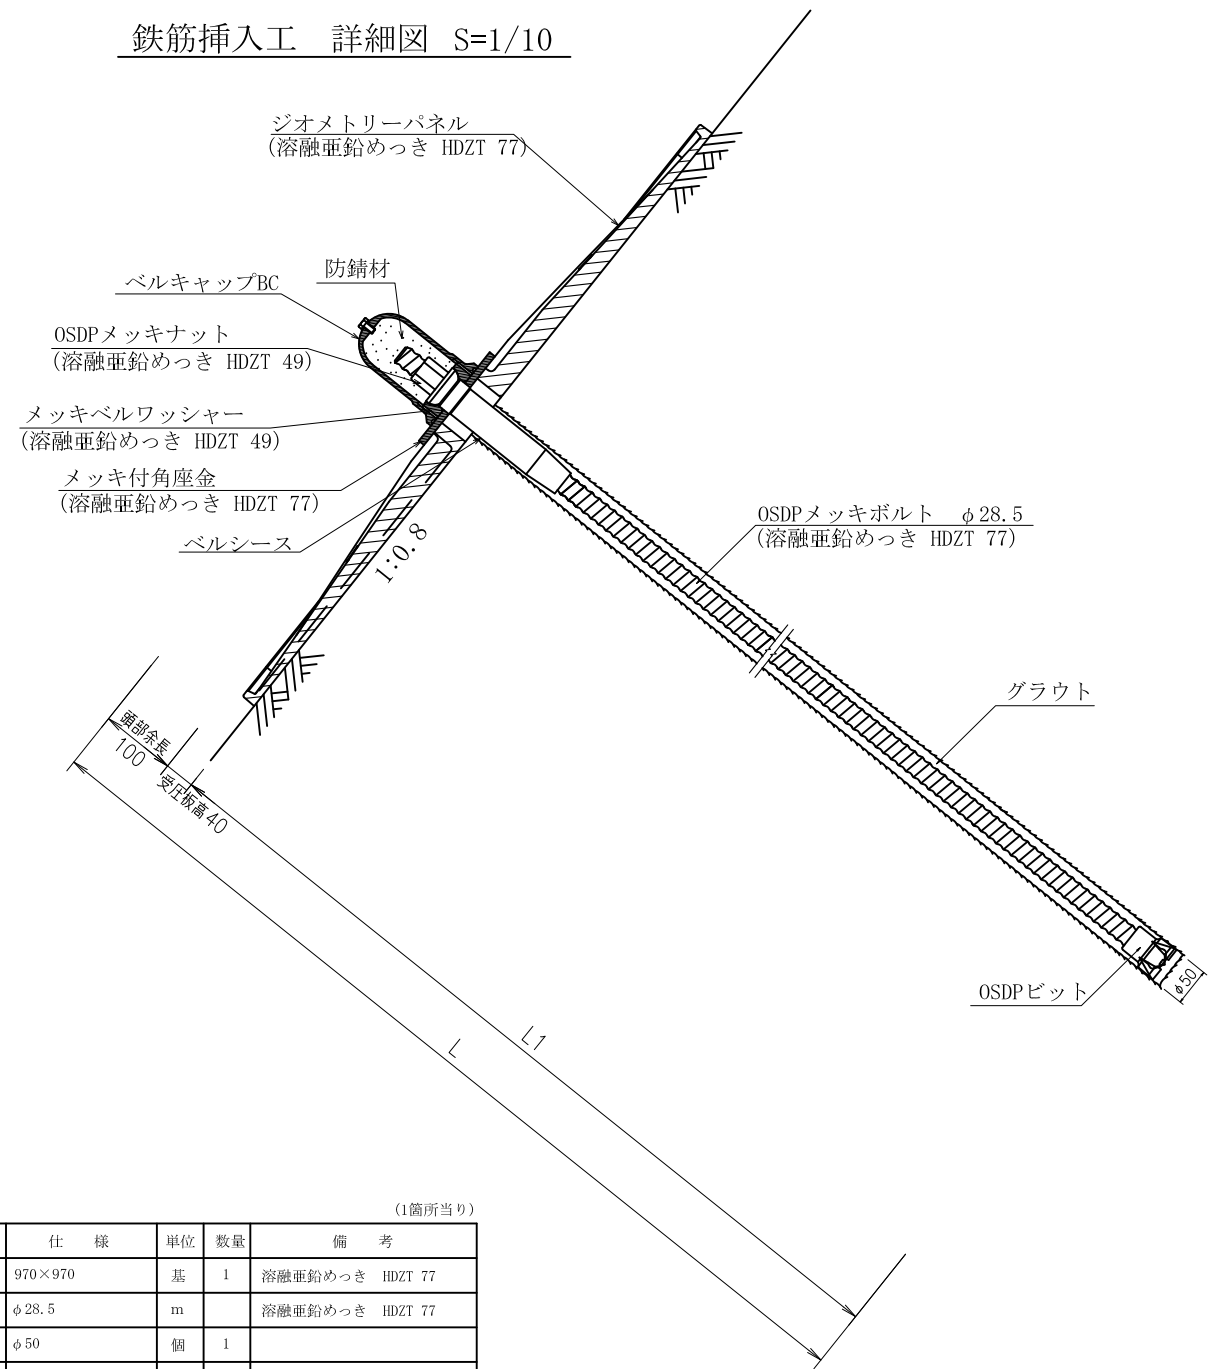 鉄筋挿入工　詳細図 S=1/10
ジオメトリーパネル
(溶融亜鉛めっき HDZT 77)
ベルキャップBC
防錆材
OSDPメッキナット
(溶融亜鉛めっき HDZT 49)
メッキベルワッシャー
(溶融亜鉛めっき HDZT 49)
メッキ付角座金
(溶融亜鉛めっき HDZT 77)
ベルシース
1:0.8
OSDPメッキボルト　φ28.5
(溶融亜鉛めっき HDZT 77)
グラウト
頭部余長
100
受圧板高40
OSDPビット
φ50
L1
L
(1箇所当り)
仕　様 単位 数量 備　考
970×970 基 1 溶融亜鉛めっき HDZT 77
φ28.5 m 溶融亜鉛めっき HDZT 77
φ50 個 1